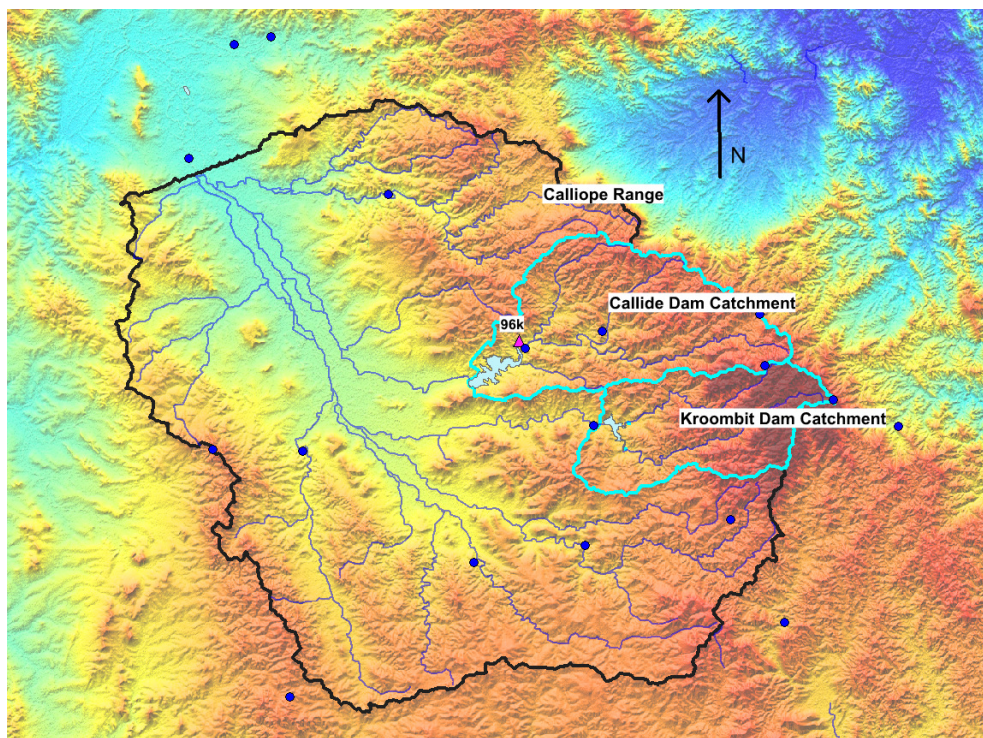 N
Calliope Range
Callide Dam Catchment
96k
Kroombit Dam Catchment